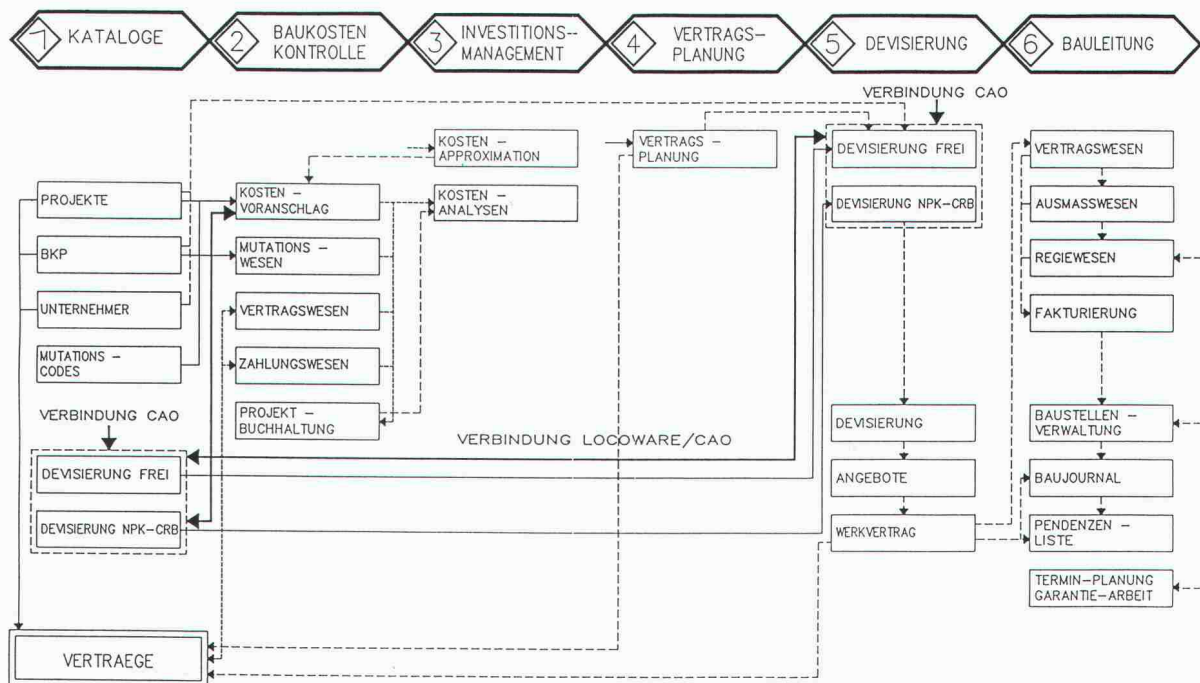 1 KATALOGE
2 BAUKOSTEN
KONTROLLE
3 INVESTITIONS--
MANAGEMENT
4 VERTRAGS-
PLANUNG
5 DEVISIERUNG
6 BAULEITUNG
PROJEKTE
BKP
UNTERNEHMER
MUTATIONS –
CODES
VERBINDUNG CAO
DEVISIERUNG FREI
DEVISIERUNG NPK-CRB
VERTRAEGE
KOSTEN –
VORANSCHLAG
MUTATIONS –
WESEN
VERTRAGSWESEN
ZAHLUNGSWESEN
PROJEKT –
BUCHHALTUNG
KOSTEN –
APPROXIMATION
KOSTEN –
ANALYSEN
VERBINDUNG LOCOWARE/CAO
VERTRAGS –
PLANUNG
VERBINDUNG CAO
DEVISIERUNG FREI
DEVISIERUNG NPK-CRB
DEVISIERUNG
ANGEBOTE
WERKVERTRAG
VERTRAGSWESEN
AUSMASSWESEN
REGIEWESEN
FAKTURIERUNG
BAUSTELLEN –
VERWALTUNG
BAUJOURNAL
PENDENZEN –
LISTE
TERMIN-PLANUNG
GARANTIE-ARBEIT